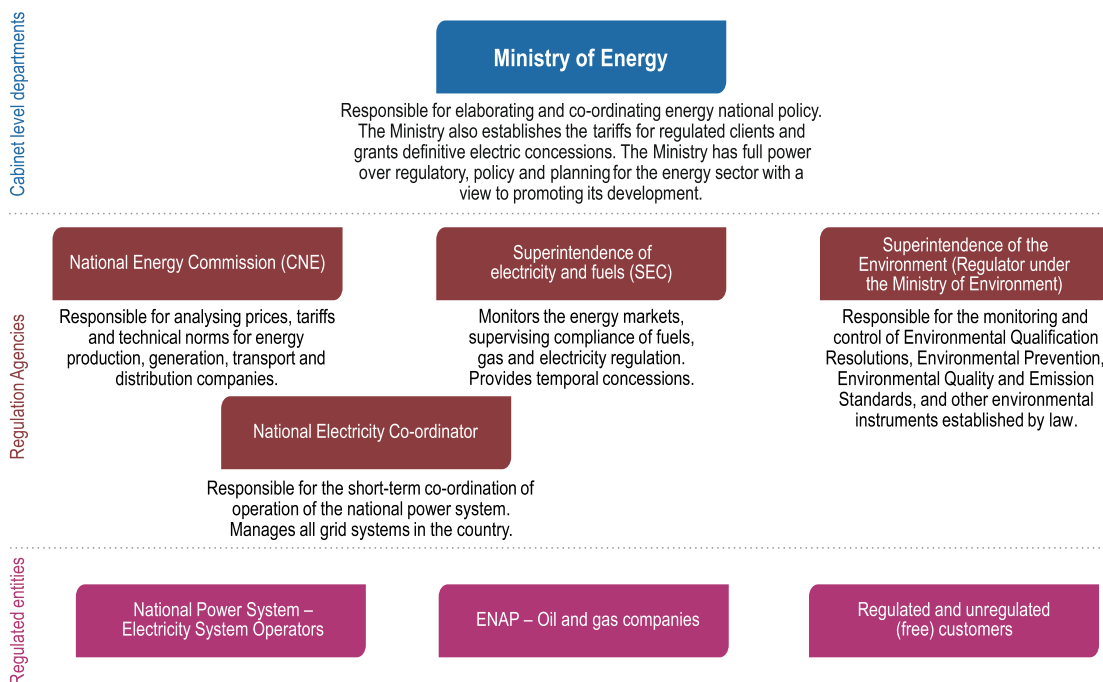 Cabinet level departments
Ministry of Energy
Responsible for elaborating and co-ordinating energy national policy.
The Ministry also establishes the tariffs for regulated clients and
grants definitive electric concessions. The Ministry has full power
over regulatory, policy and planning for the energy sector with a
view to promoting its development.
Regulation Agencies
National Energy Commission (CNE)
Responsible for analysing prices, tariffs
and technical norms for energy
production, generation, transport and
distribution companies.
Superintendence of
electricity and fuels (SEC)
Monitors the energy markets,
supervising compliance of fuels,
gas and electricity regulation.
Provides temporal concessions.
Superintendence of the
Environment (Regulator under
the Ministry of Environment)
Responsible for the monitoring and
control of Environmental Qualification
Resolutions, Environmental Prevention,
Environmental Quality and Emission
Standards, and other environmental
instruments established by law.
National Electricity Co-ordinator
Responsible for the short-term co-ordination of
operation of the national power system.
Manages all grid systems in the country.
Regulated entities
National Power System –
Electricity System Operators
ENAP – Oil and gas companies
Regulated and unregulated
(free) customers